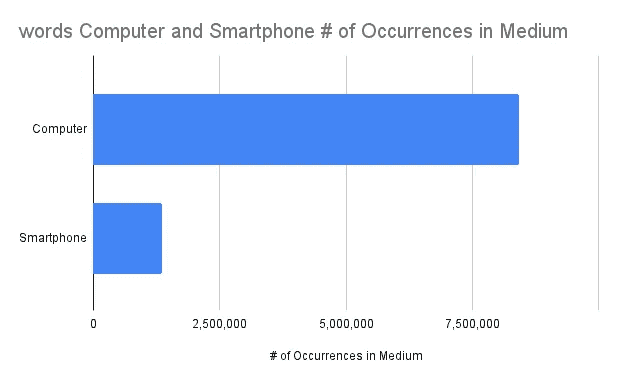 words Computer and Smartphone # of Occurrences in Medium
Computer
Smartphone
0 2,500,000 5,000,000 7,500,000
# of Occurrences in Medium